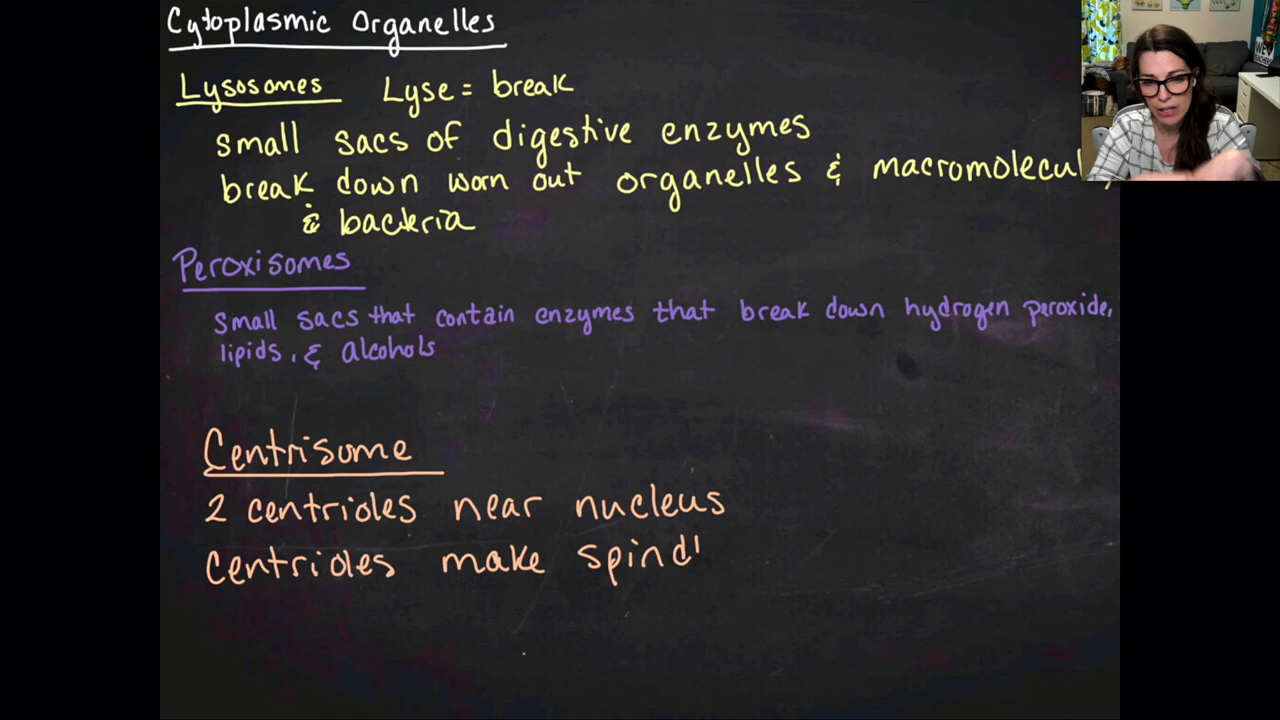 Cytoplasmic Organelles
Lysosomes Lyse = break
small sacs of digestive enzymes
break down worn out organelles & macromolecul
& bacteria
Peroxisomes
Small sacs that contain enzymes that break down hydrogen peroxide,
lipids, & alcohols
Centrisome
2 centrioles near nucleus
Centrioles make spindl